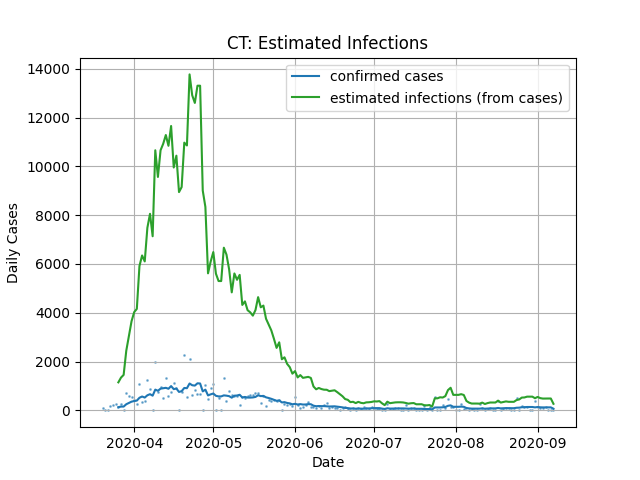 CT: Estimated Infections
confirmed cases
estimated infections (from cases)
Daily Cases
14000
12000
10000
8000
6000
4000
2000
0
2020-04 2020-05 2020-06 2020-07 2020-08 2020-09
Date